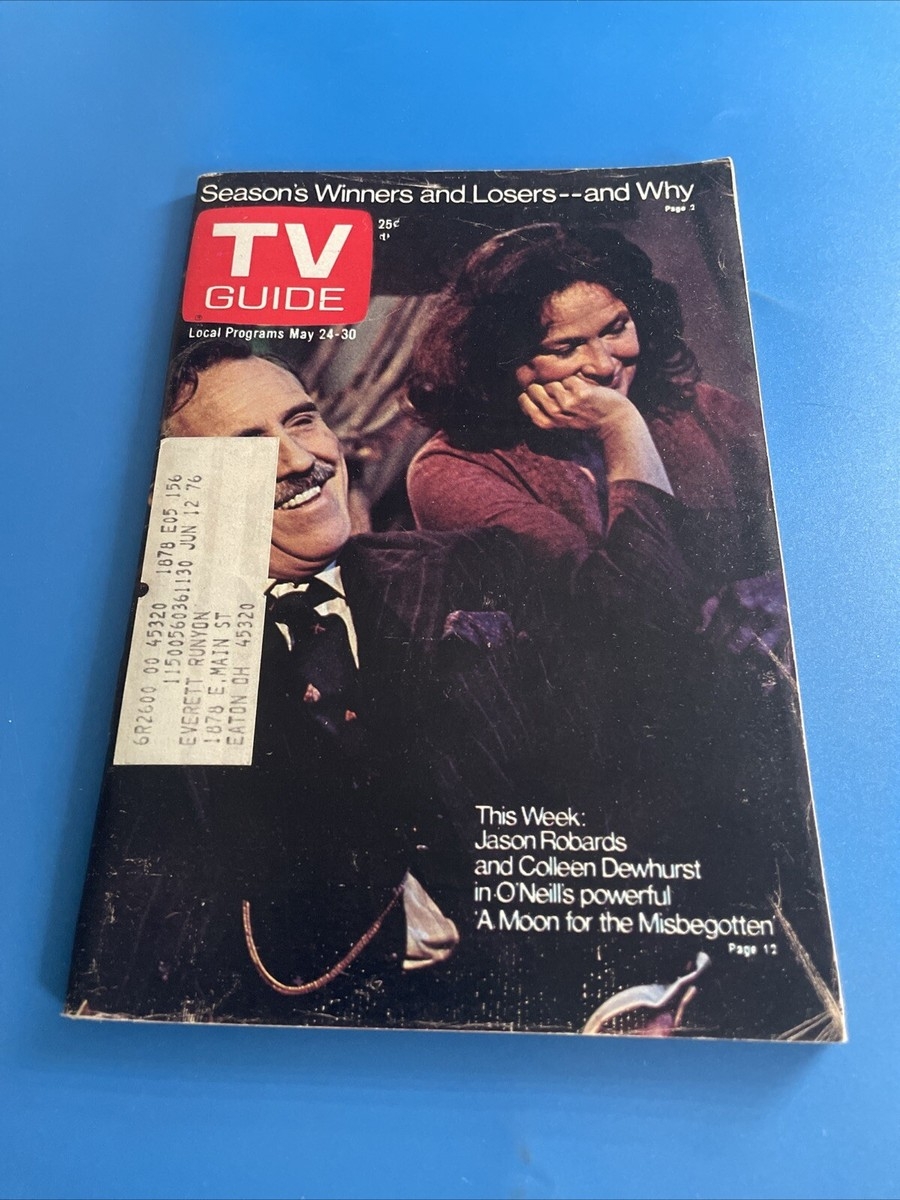 Season's Winners and Losers--and Why
Page 2
TV
GUIDE
25¢
Local Programs May 24-30
6R2600 00 45320 1878 E05 156
11500560361130 JUN 12 76
EVERETT RUNYON
1878 E.MAIN ST
EATON OH 45320
This Week:
Jason Robards
and Colleen Dewhurst
in O'Neill's powerful
'A Moon for the Misbegotten'
Page 12